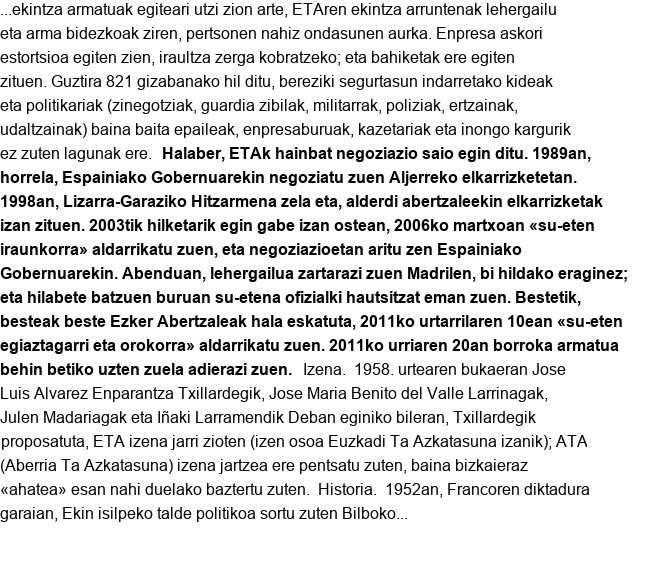 ...ekintza armatuak egiteari utzi zion arte, ETAren ekintza arruntenak lehergailu
eta arma bidezkoak ziren, pertsonen nahiz ondasunen aurka. Enpresa askori
estortsioa egiten zien, iraultza zerga kobratzeko; eta bahiketak ere egiten
zituen. Guztira 821 gizabanako hil ditu, bereziki segurtasun indarretako kideak
eta politikariak (zinegotziak, guardia zibilak, militarrak, poliziak, ertzainak,
udaltzainak) baina baita epaileak, enpresaburuak, kazetariak eta inongo kargurik
ez zuten lagunak ere.  Halaber, ETAk hainbat negoziazio saio egin ditu. 1989an,
horrela, Espainiako Gobernuarekin negoziatu zuen Aljerreko elkarrizketetan.
1998an, Lizarra-Garaziko Hitzarmena zela eta, alderdi abertzaleekin elkarrizketak
izan zituen. 2003tik hilketarik egin gabe izan ostean, 2006ko martxoan «su-eten
iraunkorra» aldarrikatu zuen, eta negoziazioetan aritu zen Espainiako
Gobernuarekin. Abenduan, lehergailua zartarazi zuen Madrilen, bi hildako eraginez;
eta hilabete batzuen buruan su-etena ofizialki hautsitzat eman zuen. Bestetik,
besteak beste Ezker Abertzaleak hala eskatuta, 2011ko urtarrilaren 10ean «su-eten
egiaztagarri eta orokorra» aldarrikatu zuen. 2011ko urriaren 20an borroka armatua
behin betiko uzten zuela adierazi zuen.  Izena.  1958. urtearen bukaeran Jose
Luis Alvarez Enparantza Txillardegik, Jose Maria Benito del Valle Larrinagak,
Julen Madariagak eta Iñaki Larramendik Deban eginiko bileran, Txillardegik
proposatuta, ETA izena jarri zioten (izen osoa Euzkadi Ta Azkatasuna izanik); ATA
(Aberria Ta Azkatasuna) izena jartzea ere pentsatu zuten, baina bizkaieraz
«ahatea» esan nahi duelako baztertu zuten.  Historia.  1952an, Francoren diktadura
garaian, Ekin isilpeko talde politikoa sortu zuten Bilboko...